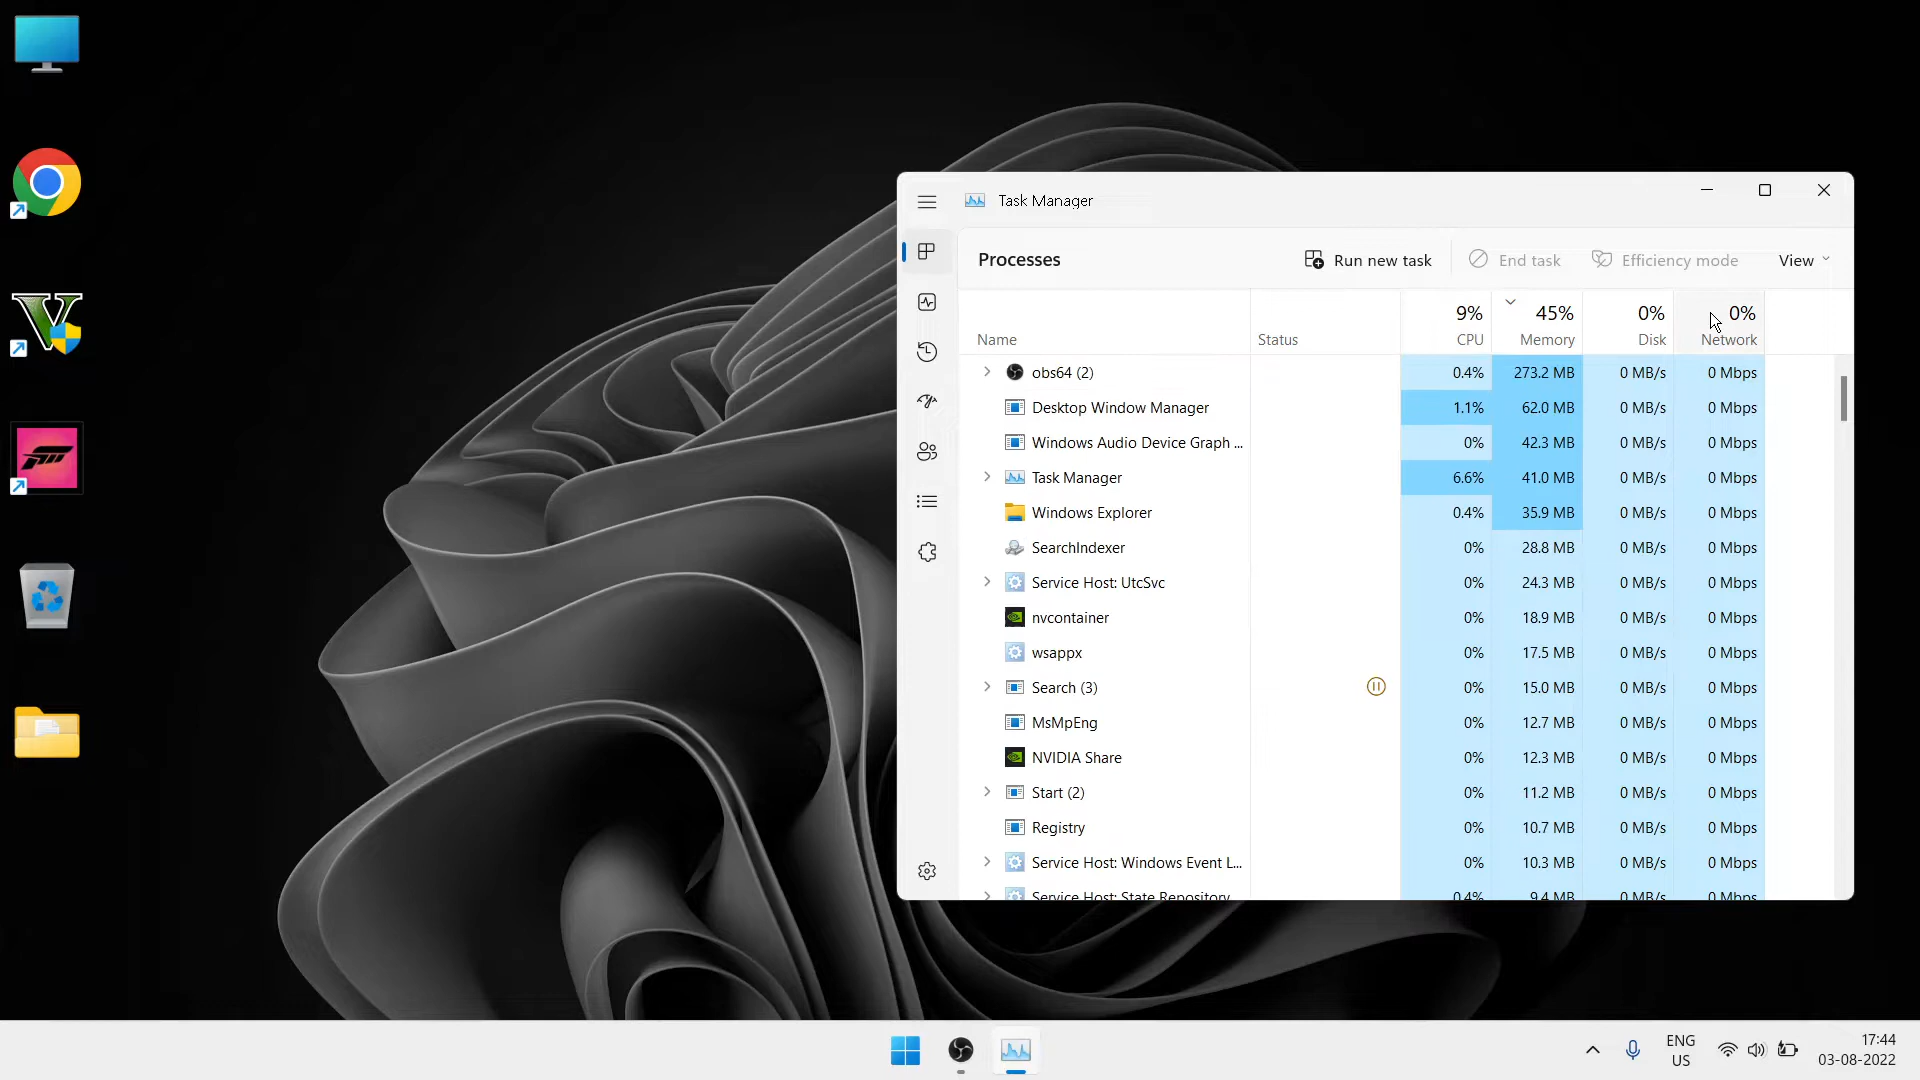 Task Manager
Processes
Run new task
End task
Efficiency mode
View
9% 45% 0% 0%
Name Status CPU Memory Disk Network
obs64 (2) 0.4% 273.2 MB 0 MB/s 0 Mbps
Desktop Window Manager 1.1% 62.0 MB 0 MB/s 0 Mbps
Windows Audio Device Graph ... 0% 42.3 MB 0 MB/s 0 Mbps
Task Manager 6.6% 41.0 MB 0 MB/s 0 Mbps
Windows Explorer 0.4% 35.9 MB 0 MB/s 0 Mbps
SearchIndexer 0% 28.8 MB 0 MB/s 0 Mbps
Service Host: UtcSvc 0% 24.3 MB 0 MB/s 0 Mbps
nvcontainer 0% 18.9 MB 0 MB/s 0 Mbps
wsappx 0% 17.5 MB 0 MB/s 0 Mbps
Search (3) 0% 15.0 MB 0 MB/s 0 Mbps
MsMpEng 0% 12.7 MB 0 MB/s 0 Mbps
NVIDIA Share 0% 12.3 MB 0 MB/s 0 Mbps
Start (2) 0% 11.2 MB 0 MB/s 0 Mbps
Registry 0% 10.7 MB 0 MB/s 0 Mbps
Service Host: Windows Event L... 0% 10.3 MB 0 MB/s 0 Mbps
Service Host: State Repository 0.4% 9.4 MB 0 MB/s 0 Mbps
ENG
US
17:44
03-08-2022